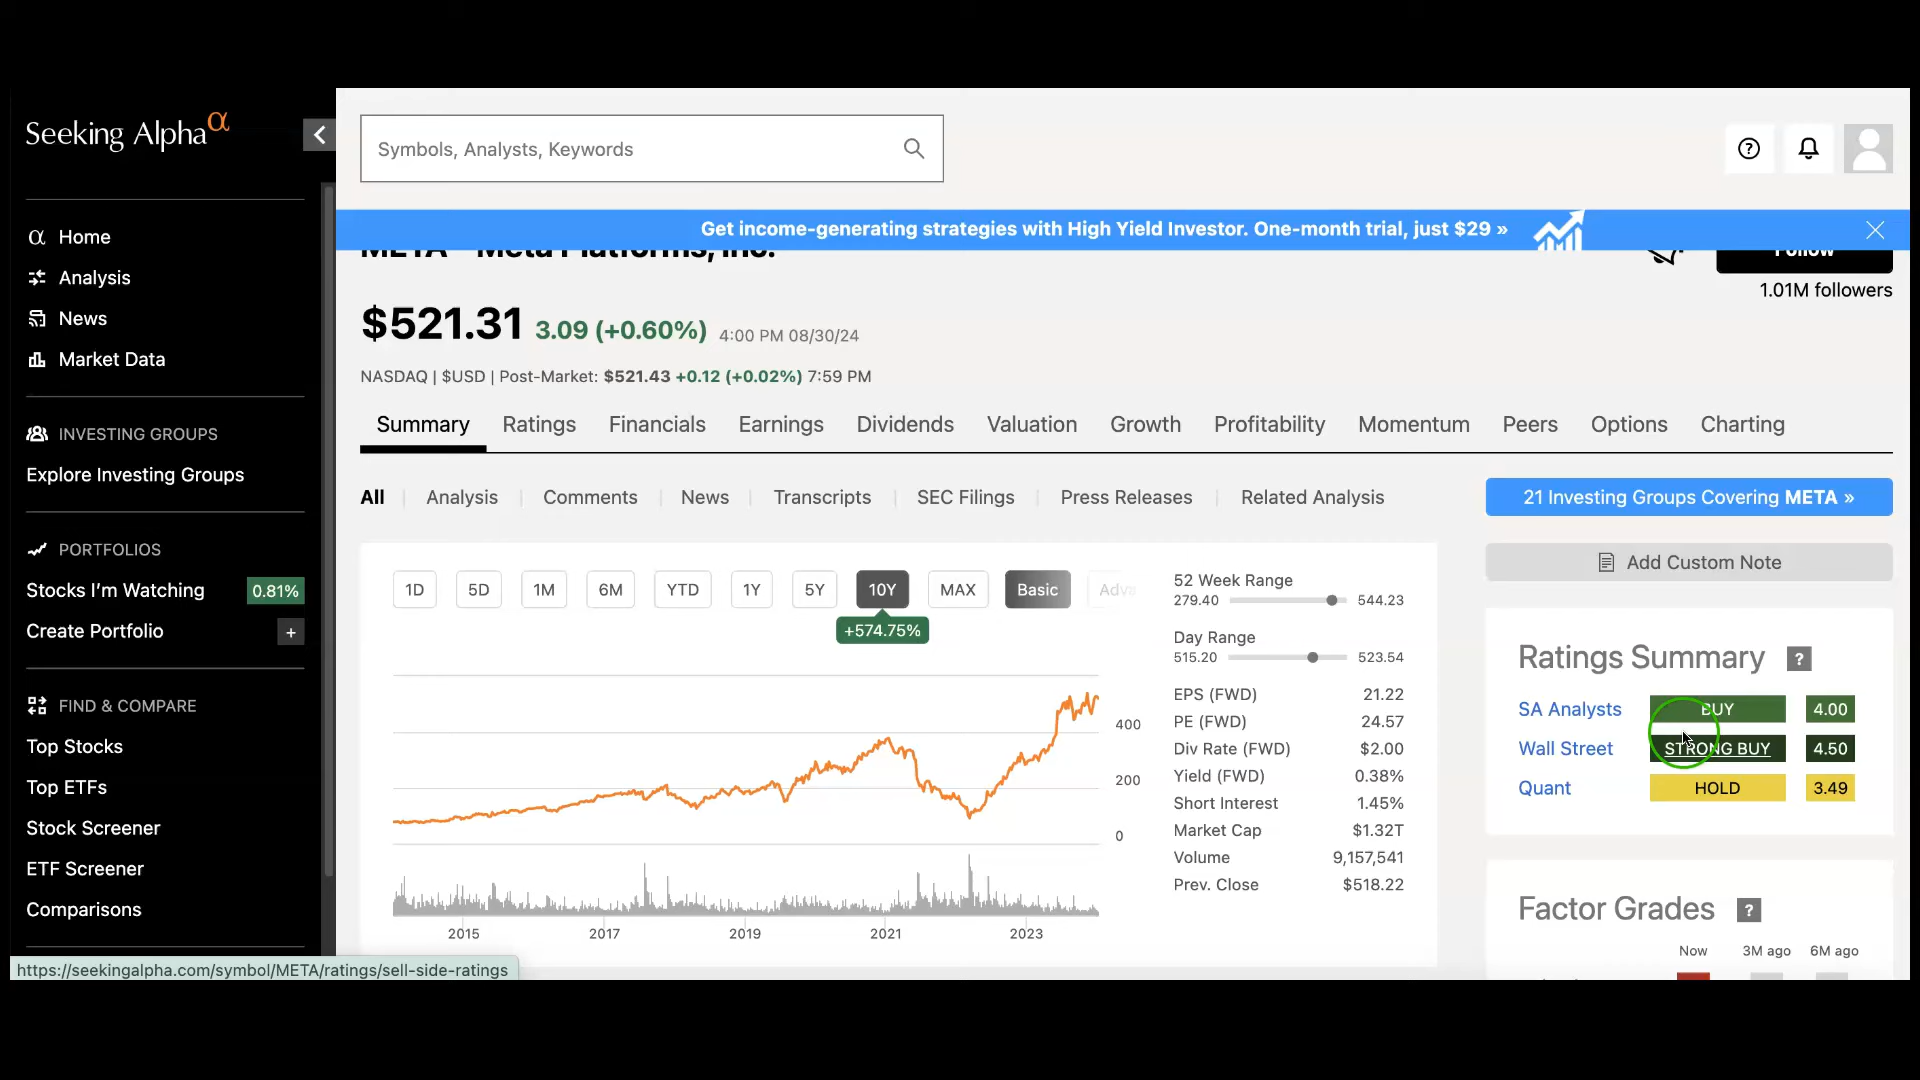 Seeking Alpha α
Symbols, Analysts, Keywords
Get income-generating strategies with High Yield Investor. One-month trial, just $29 »
META - Meta Platforms, Inc.
Follow
1.01M followers
$521.31 3.09 (+0.60%) 4:00 PM 08/30/24
NASDAQ | $USD | Post-Market: $521.43 +0.12 (+0.02%) 7:59 PM
Home
Analysis
News
Market Data
INVESTING GROUPS
Explore Investing Groups
PORTFOLIOS
Stocks I'm Watching 0.81%
Create Portfolio +
FIND & COMPARE
Top Stocks
Top ETFs
Stock Screener
ETF Screener
Comparisons
https://seekingalpha.com/symbol/META/ratings/sell-side-ratings
Summary Ratings Financials Earnings Dividends Valuation Growth Profitability Momentum Peers Options Charting
All Analysis Comments News Transcripts SEC Filings Press Releases Related Analysis
1D 5D 1M 6M YTD 1Y 5Y 10Y MAX Basic
+574.75%
400
200
0
2015 2017 2019 2021 2023
52 Week Range
279.40 544.23
Day Range
515.20 523.54
EPS (FWD) 21.22
PE (FWD) 24.57
Div Rate (FWD) $2.00
Yield (FWD) 0.38%
Short Interest 1.45%
Market Cap $1.32T
Volume 9,157,541
Prev. Close $518.22
21 Investing Groups Covering META »
Add Custom Note
Ratings Summary ?
SA Analysts BUY 4.00
Wall Street STRONG BUY 4.50
Quant HOLD 3.49
Factor Grades ?
Now 3M ago 6M ago